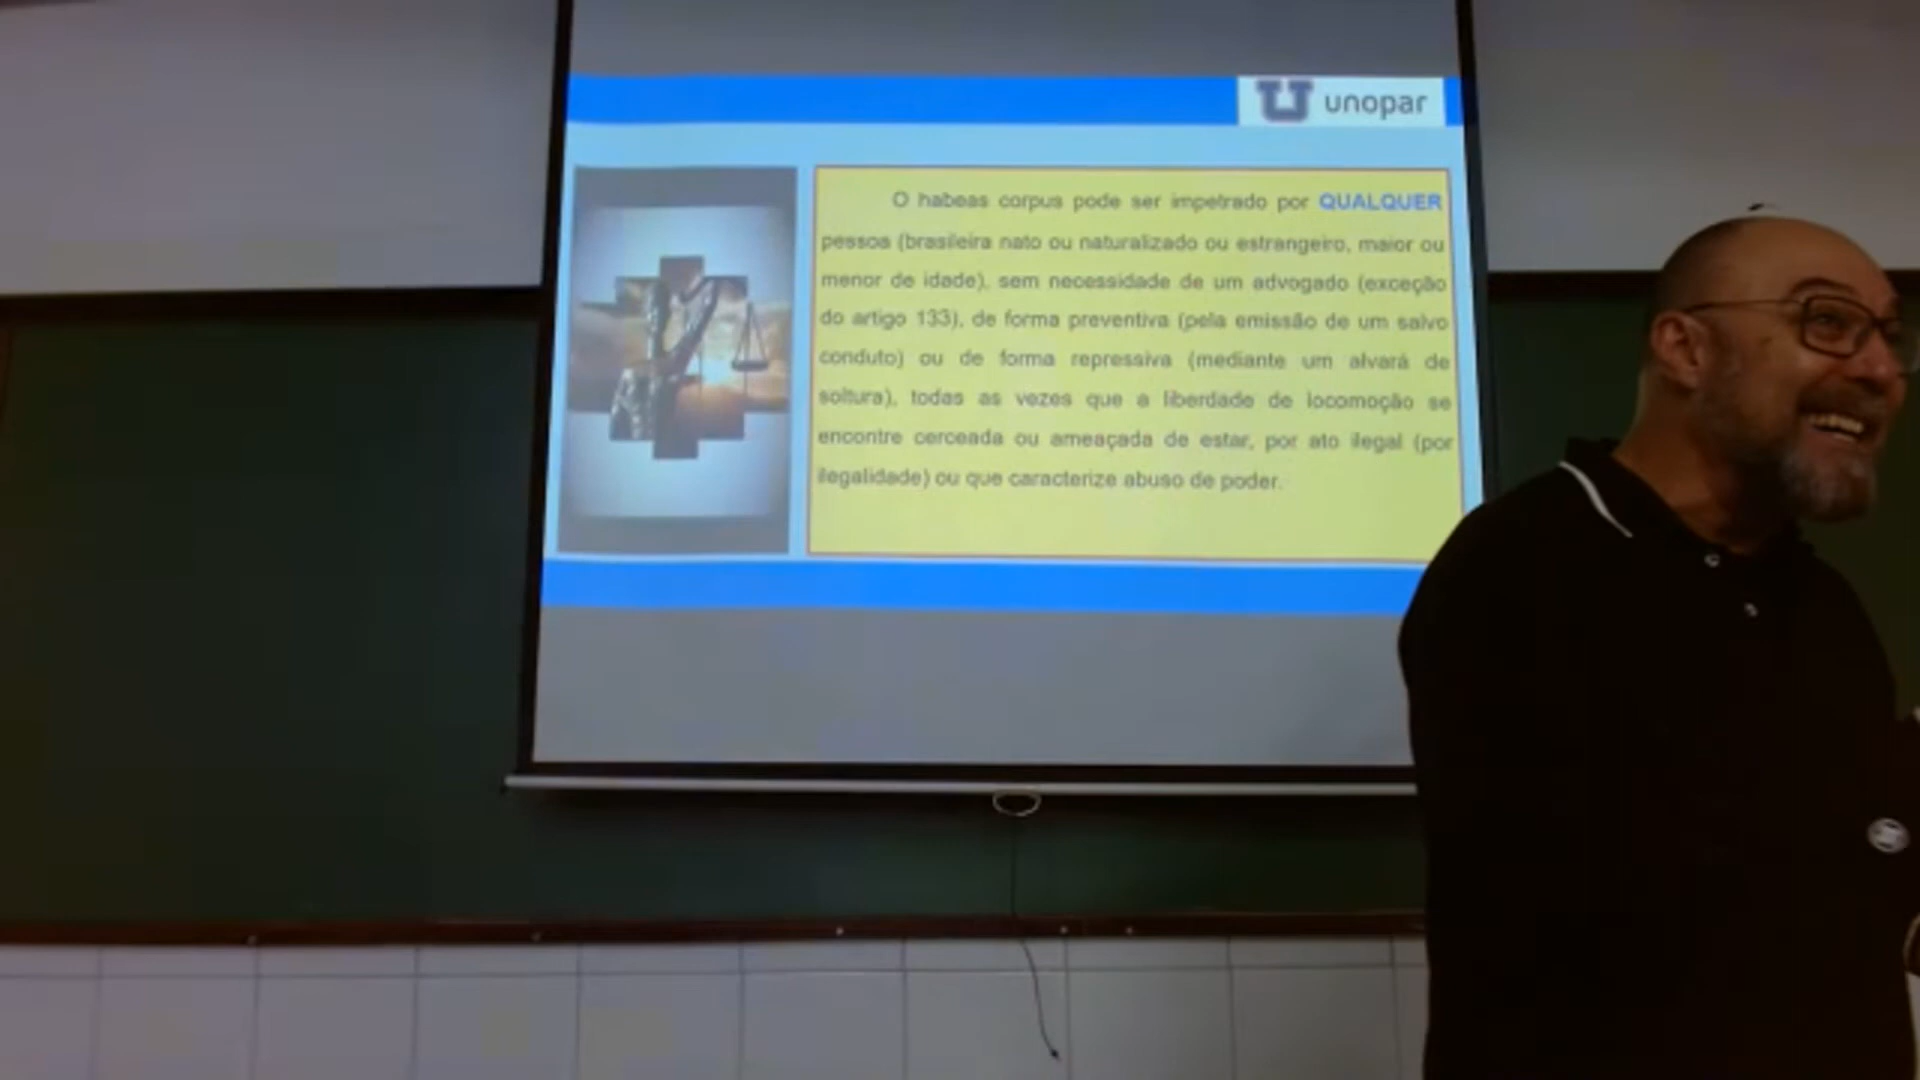 unopar
O habeas corpus pode ser impetrado por QUALQUER
pessoa (brasileira nato ou naturalizado ou estrangeiro, maior ou
menor de idade), sem necessidade de um advogado (exceção
do artigo 133), de forma preventiva (pela emissão de um salvo
conduto) ou de forma repressiva (mediante um alvará de
soltura), todas as vezes que a liberdade de locomoção se
encontre cerceada ou ameaçada de estar, por ato ilegal (por
ilegalidade) ou que caracterize abuso de poder.